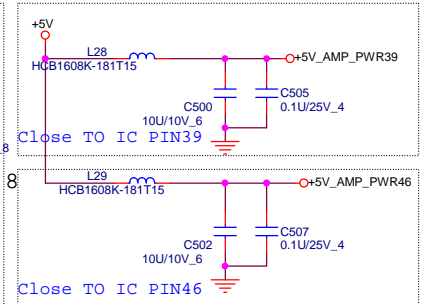 +5V
L28
HCB1608K-181T15
+5V_AMP_PWR39
C500
10U/10V_6
C505
0.1U/25V_4
Close TO IC PIN39
_8
8
L29
HCB1608K-181T15
+5V_AMP_PWR46
C502
10U/10V_6
C507
0.1U/25V_4
Close TO IC PIN46